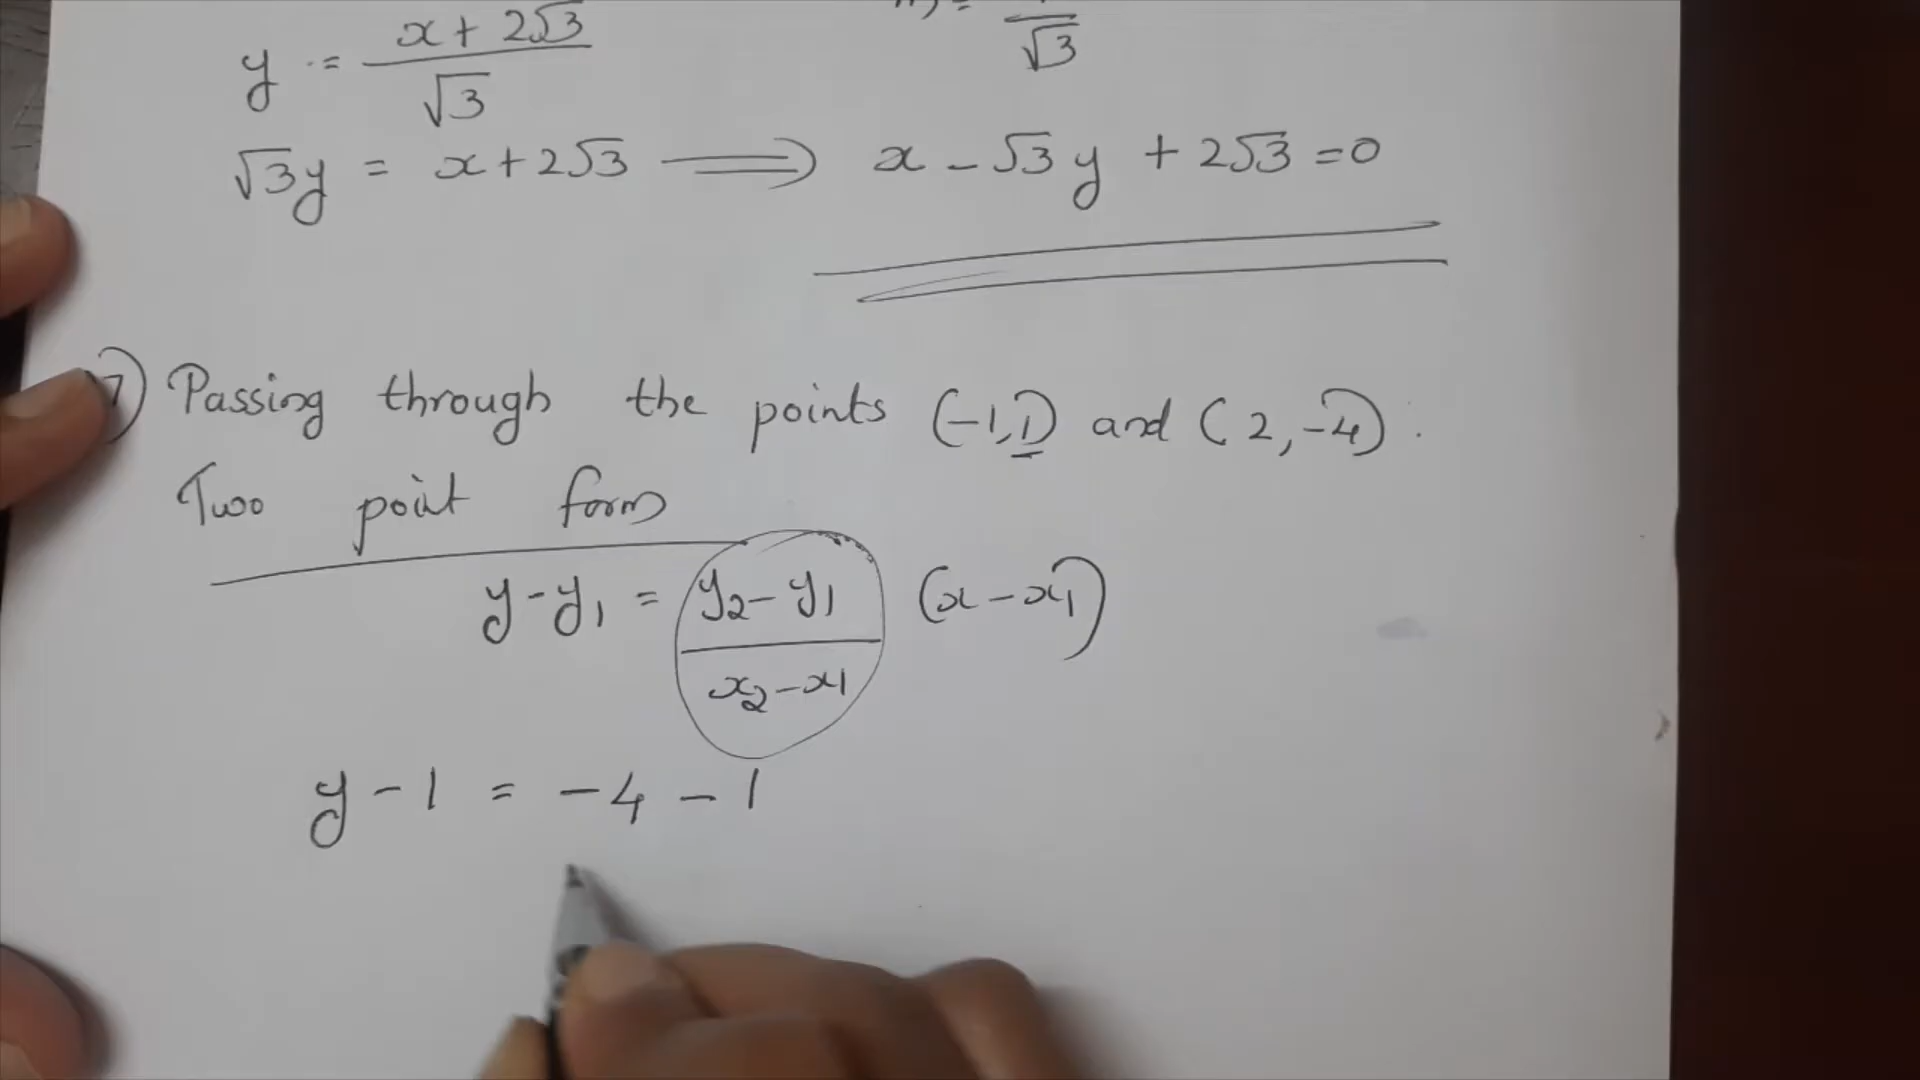 y = x + 2√3 / √3
√3
√3y = x + 2√3 ⟹ x - √3y + 2√3 = 0
7) Passing through the points (-1,1) and (2,-4).
Two point form
y - y₁ = y₂ - y₁ / x₂ - x₁ (x - x₁)
y - 1 = -4 - 1